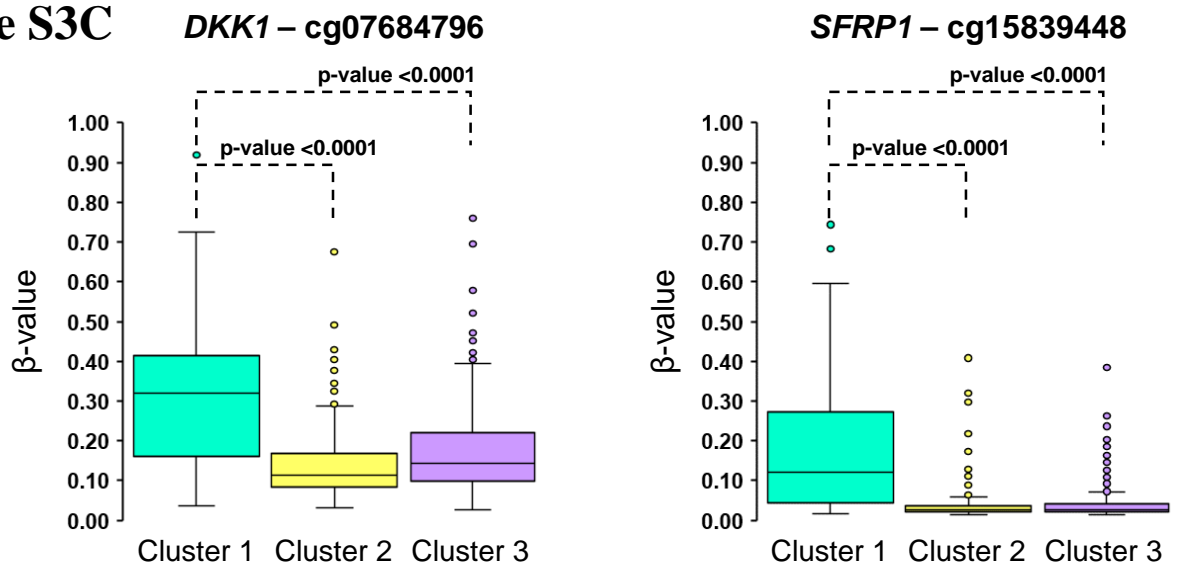 e S3C
DKK1 – cg07684796
p-value <0.0001
p-value <0.0001
1.00
0.90
0.80
0.70
0.60
0.50
0.40
0.30
0.20
0.10
0.00
β-value
Cluster 1 Cluster 2 Cluster 3
SFRP1 – cg15839448
p-value <0.0001
p-value <0.0001
1.00
0.90
0.80
0.70
0.60
0.50
0.40
0.30
0.20
0.10
0.00
β-value
Cluster 1 Cluster 2 Cluster 3